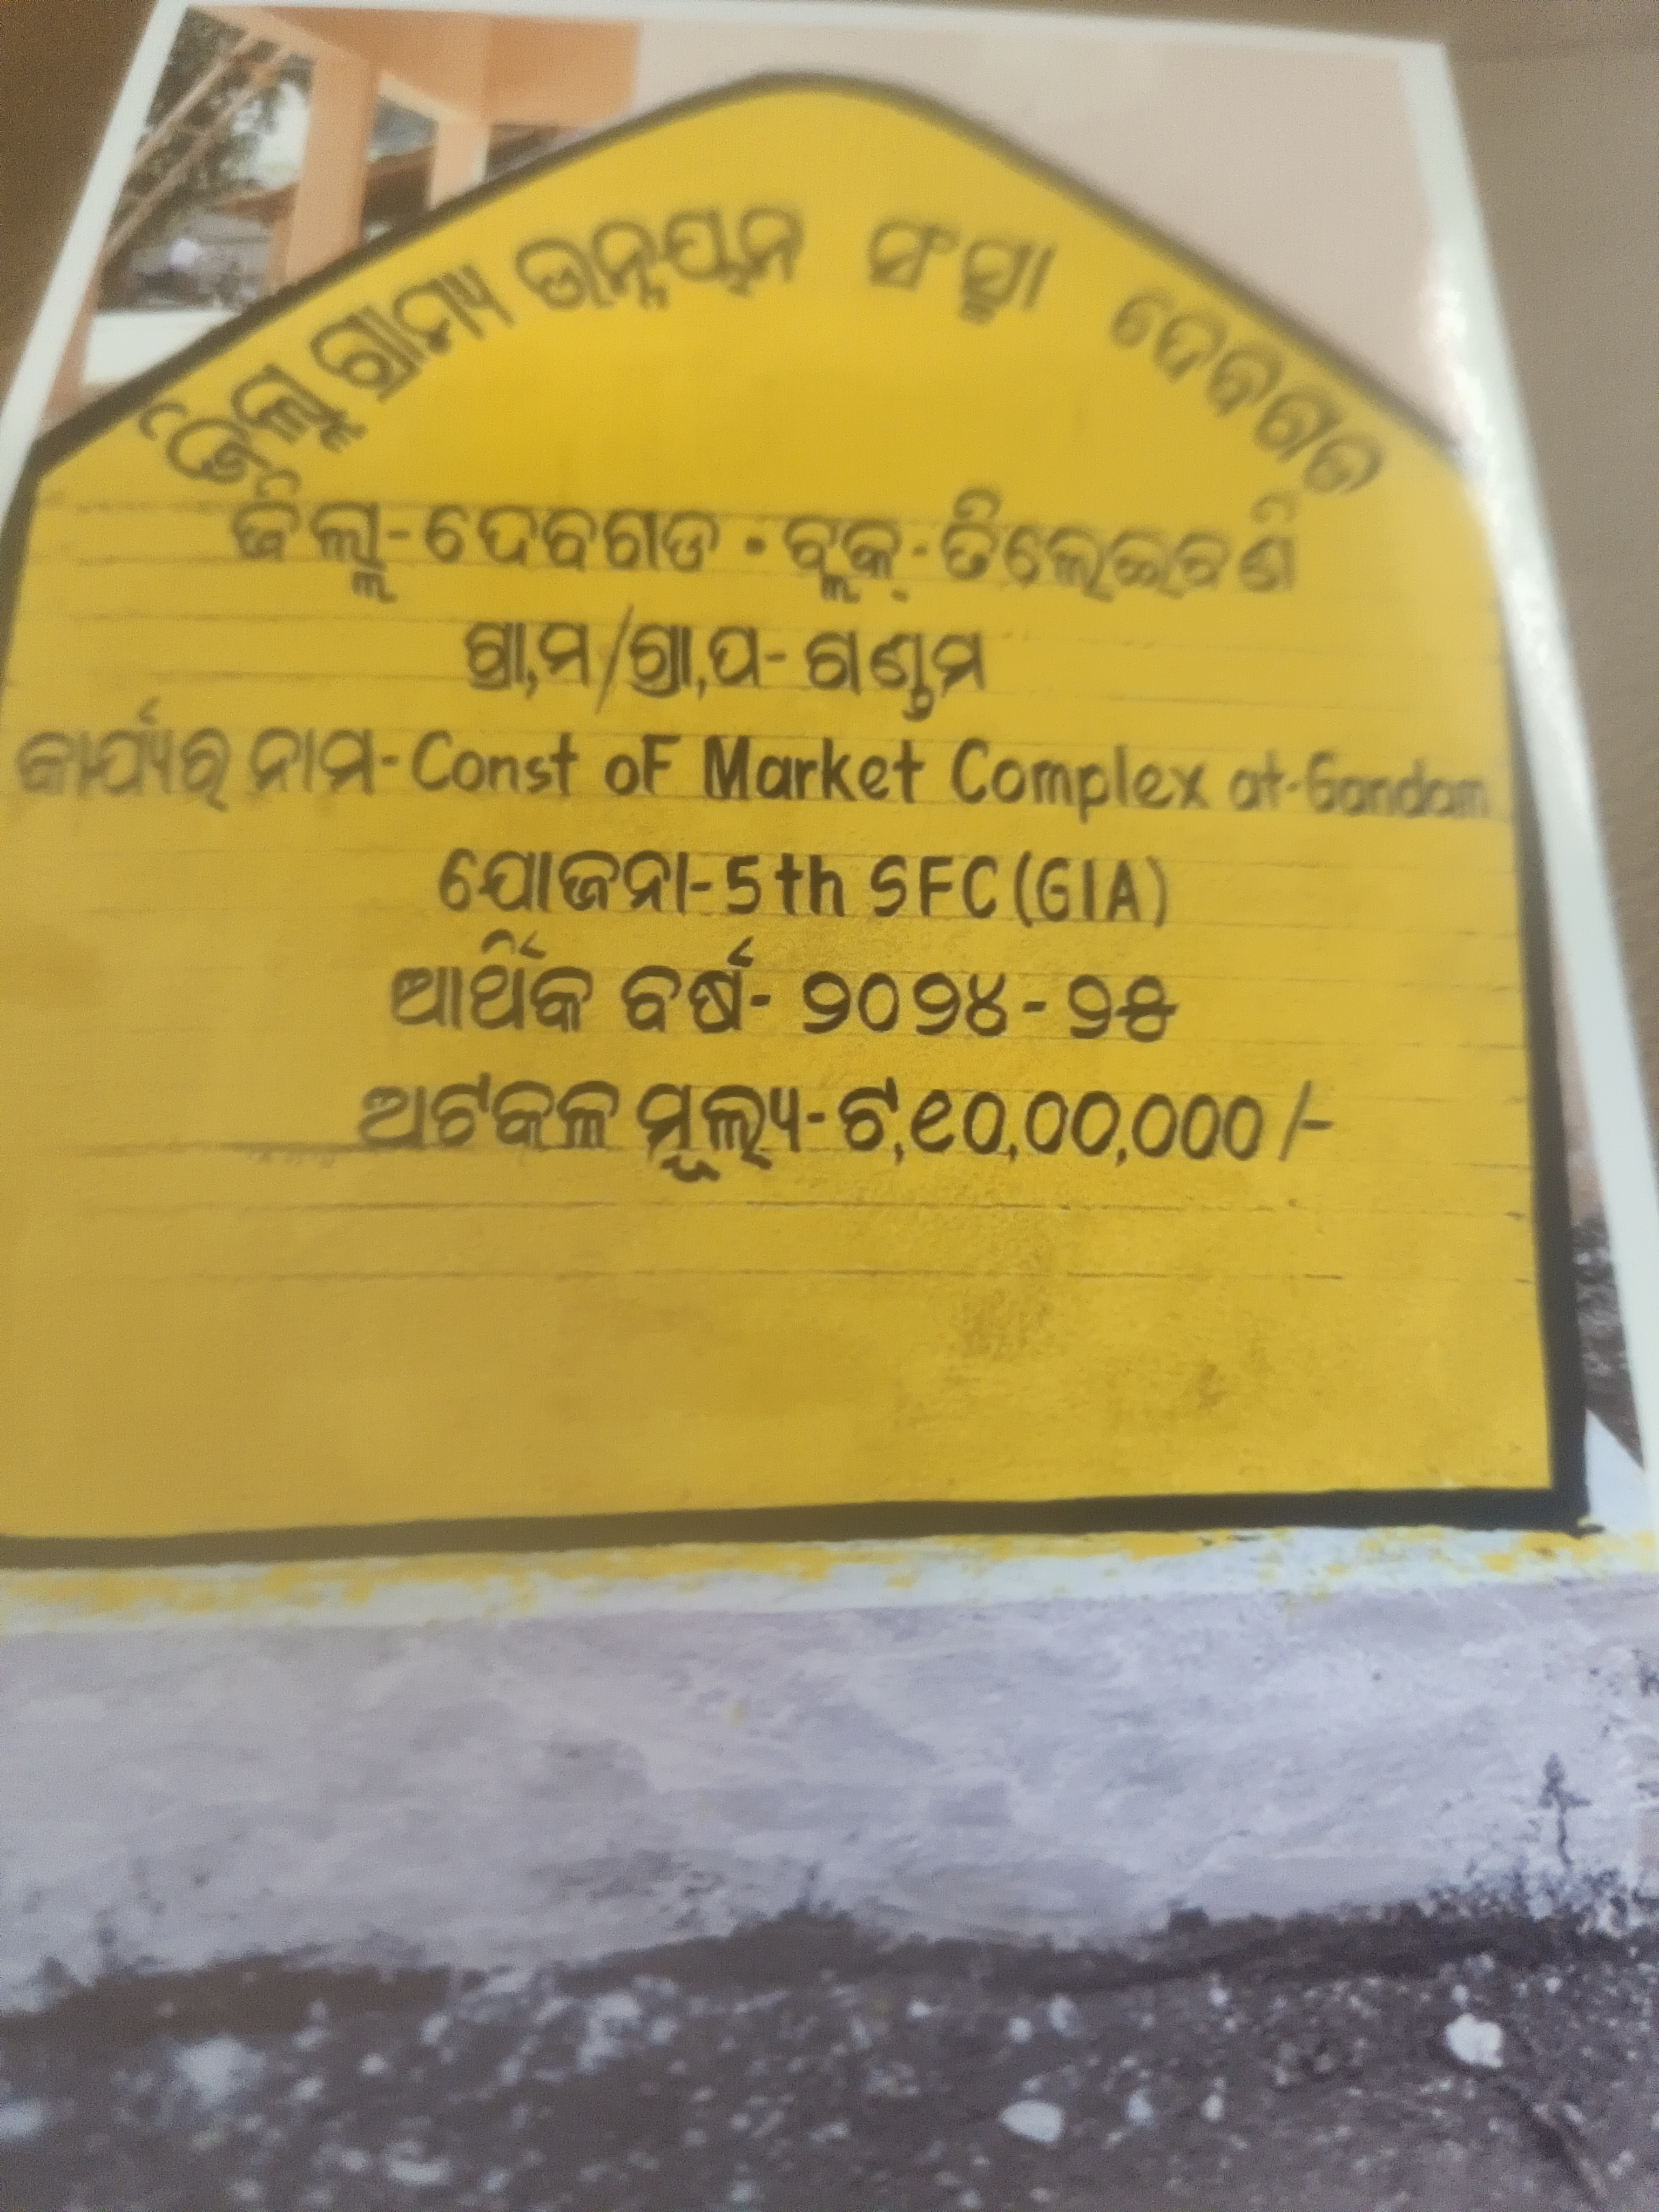 ଜିଲ୍ଲା ଗ୍ରାମ୍ୟ ଉନ୍ନୟନ ସଂସ୍ଥା ଦେବଗଡ
ଜିଲ୍ଲା-ଦେବଗଡ • ବ୍ଲକ୍-ତିଲେଇବଣି
ଗ୍ରା,ମ/ଗ୍ରା,ପ- ଗଣ୍ଡମ
କାର୍ଯ୍ୟର ନାମ-Const oF Market Complex at-Gandam
ଯୋଜନା-5th SFC(GIA)
ଆର୍ଥିକ ବର୍ଷ- ୨୦୨୪-୨୫
ଅଟକଳ ମୂଲ୍ୟ-ଟ,୧୦,୦୦,୦୦୦/-